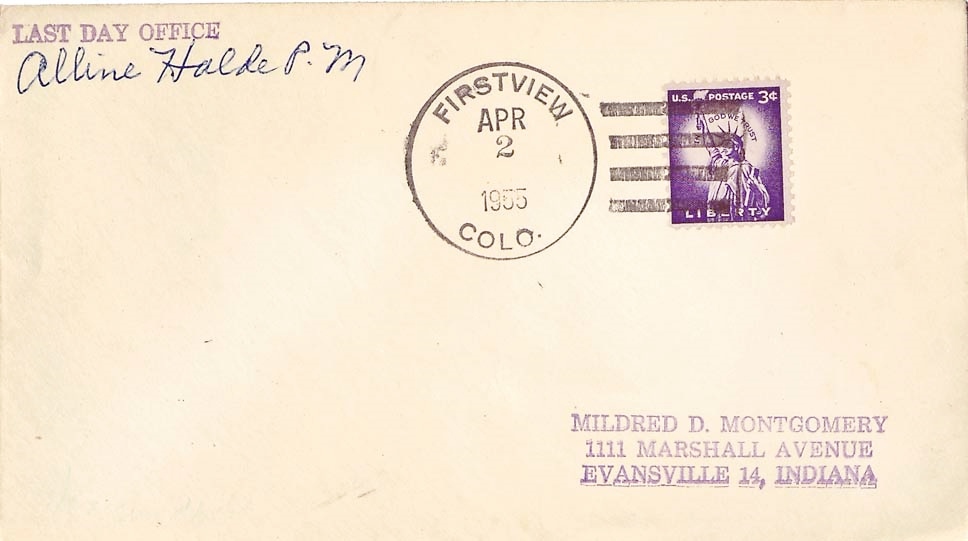 LAST DAY OFFICE
Alline Halde P.M
FIRSTVIEW
APR
2
1955
COLO.
U.S. POSTAGE 3¢
IN GOD WE TRUST
LIBERTY
MILDRED D. MONTGOMERY
1111 MARSHALL AVENUE
EVANSVILLE 14, INDIANA